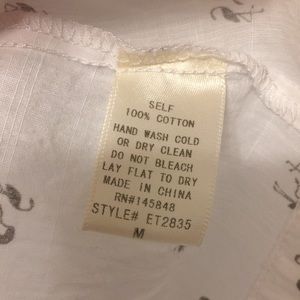 SELF
100% COTTON
HAND WASH COLD
OR DRY CLEAN
DO NOT BLEACH
LAY FLAT TO DRY
MADE IN CHINA
RN#145848
STYLE# ET2835
M